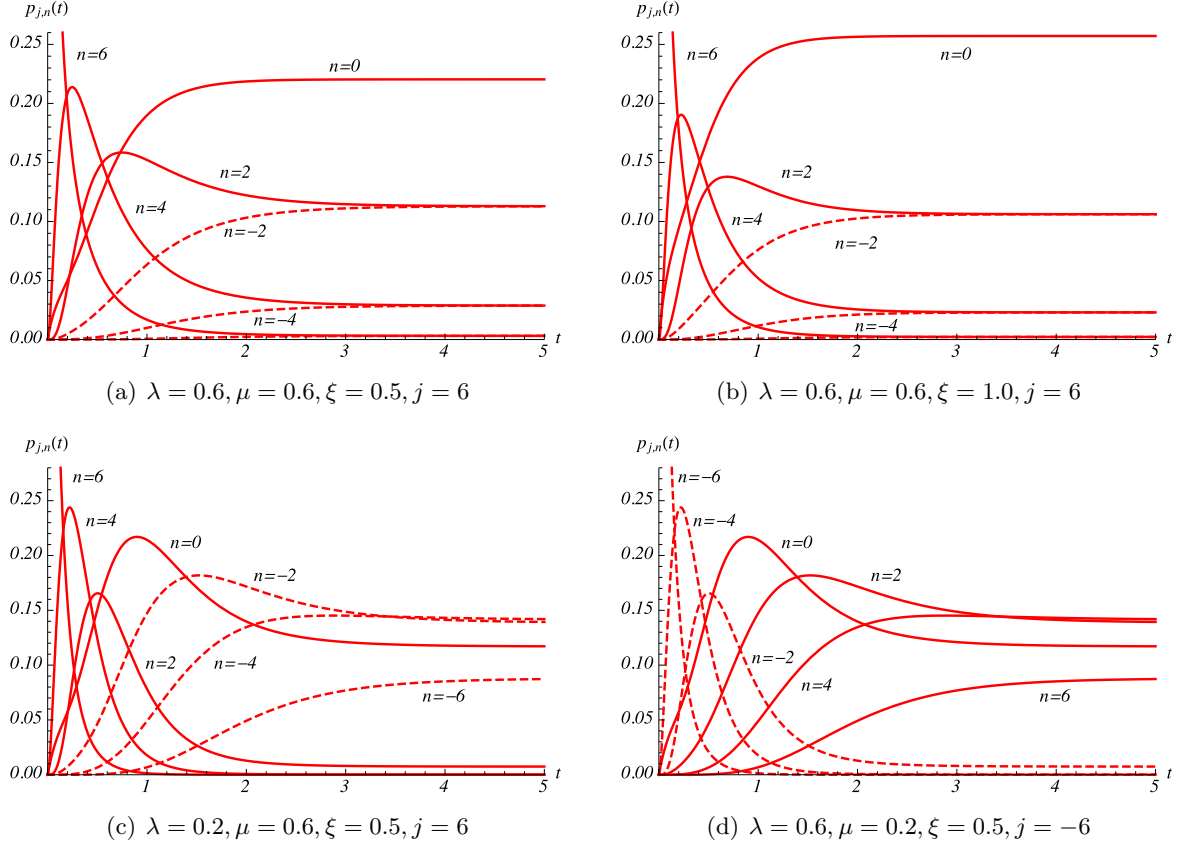 p_{j,n}(t)
n=6
n=0
n=2
n=4
n=−2
n=−4
0.25
0.20
0.15
0.10
0.05
0.00
1 2 3 4 5 t
(a) λ = 0.6, μ = 0.6, ξ = 0.5, j = 6
p_{j,n}(t)
n=6
n=0
n=2
n=4
n=−2
n=−4
0.25
0.20
0.15
0.10
0.05
0.00
1 2 3 4 5 t
(b) λ = 0.6, μ = 0.6, ξ = 1.0, j = 6
p_{j,n}(t)
n=6
n=4
n=0
n=−2
n=2
n=−4
n=−6
0.25
0.20
0.15
0.10
0.05
0.00
1 2 3 4 5 t
(c) λ = 0.2, μ = 0.6, ξ = 0.5, j = 6
p_{j,n}(t)
n=−6
n=−4
n=0
n=2
n=−2
n=4
n=6
0.25
0.20
0.15
0.10
0.05
0.00
1 2 3 4 5 t
(d) λ = 0.6, μ = 0.2, ξ = 0.5, j = −6